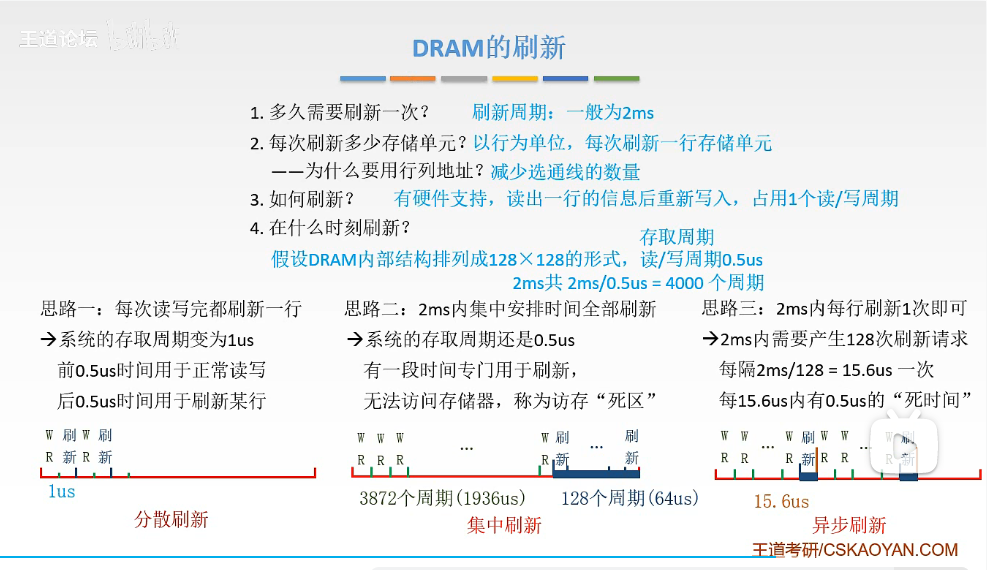 王道论坛
DRAM的刷新
1. 多久需要刷新一次？ 刷新周期：一般为2ms
2. 每次刷新多少存储单元？以行为单位，每次刷新一行存储单元
——为什么要用行列地址？减少选通线的数量
3. 如何刷新？ 有硬件支持，读出一行的信息后重新写入，占用1个读/写周期
4. 在什么时刻刷新？
存取周期
假设DRAM内部结构排列成128×128的形式，读/写周期0.5us
2ms共 2ms/0.5us = 4000 个周期
思路一：每次读写完都刷新一行
→系统的存取周期变为1us
前0.5us时间用于正常读写
后0.5us时间用于刷新某行
W 刷 W 刷
R 新 R 新
1us
分散刷新
思路二：2ms内集中安排时间全部刷新
→系统的存取周期还是0.5us
有一段时间专门用于刷新，
无法访问存储器，称为访存“死区”
W W W ... W 刷 ... 刷
R R R R 新 新
3872个周期(1936us) 128个周期(64us)
集中刷新
思路三：2ms内每行刷新1次即可
→2ms内需要产生128次刷新请求
每隔2ms/128 = 15.6us 一次
每15.6us内有0.5us的“死时间”
W W ... W 刷 W W ... 刷
R R R 新 R R 新
15.6us
异步刷新
王道考研/CSKAOYAN.COM